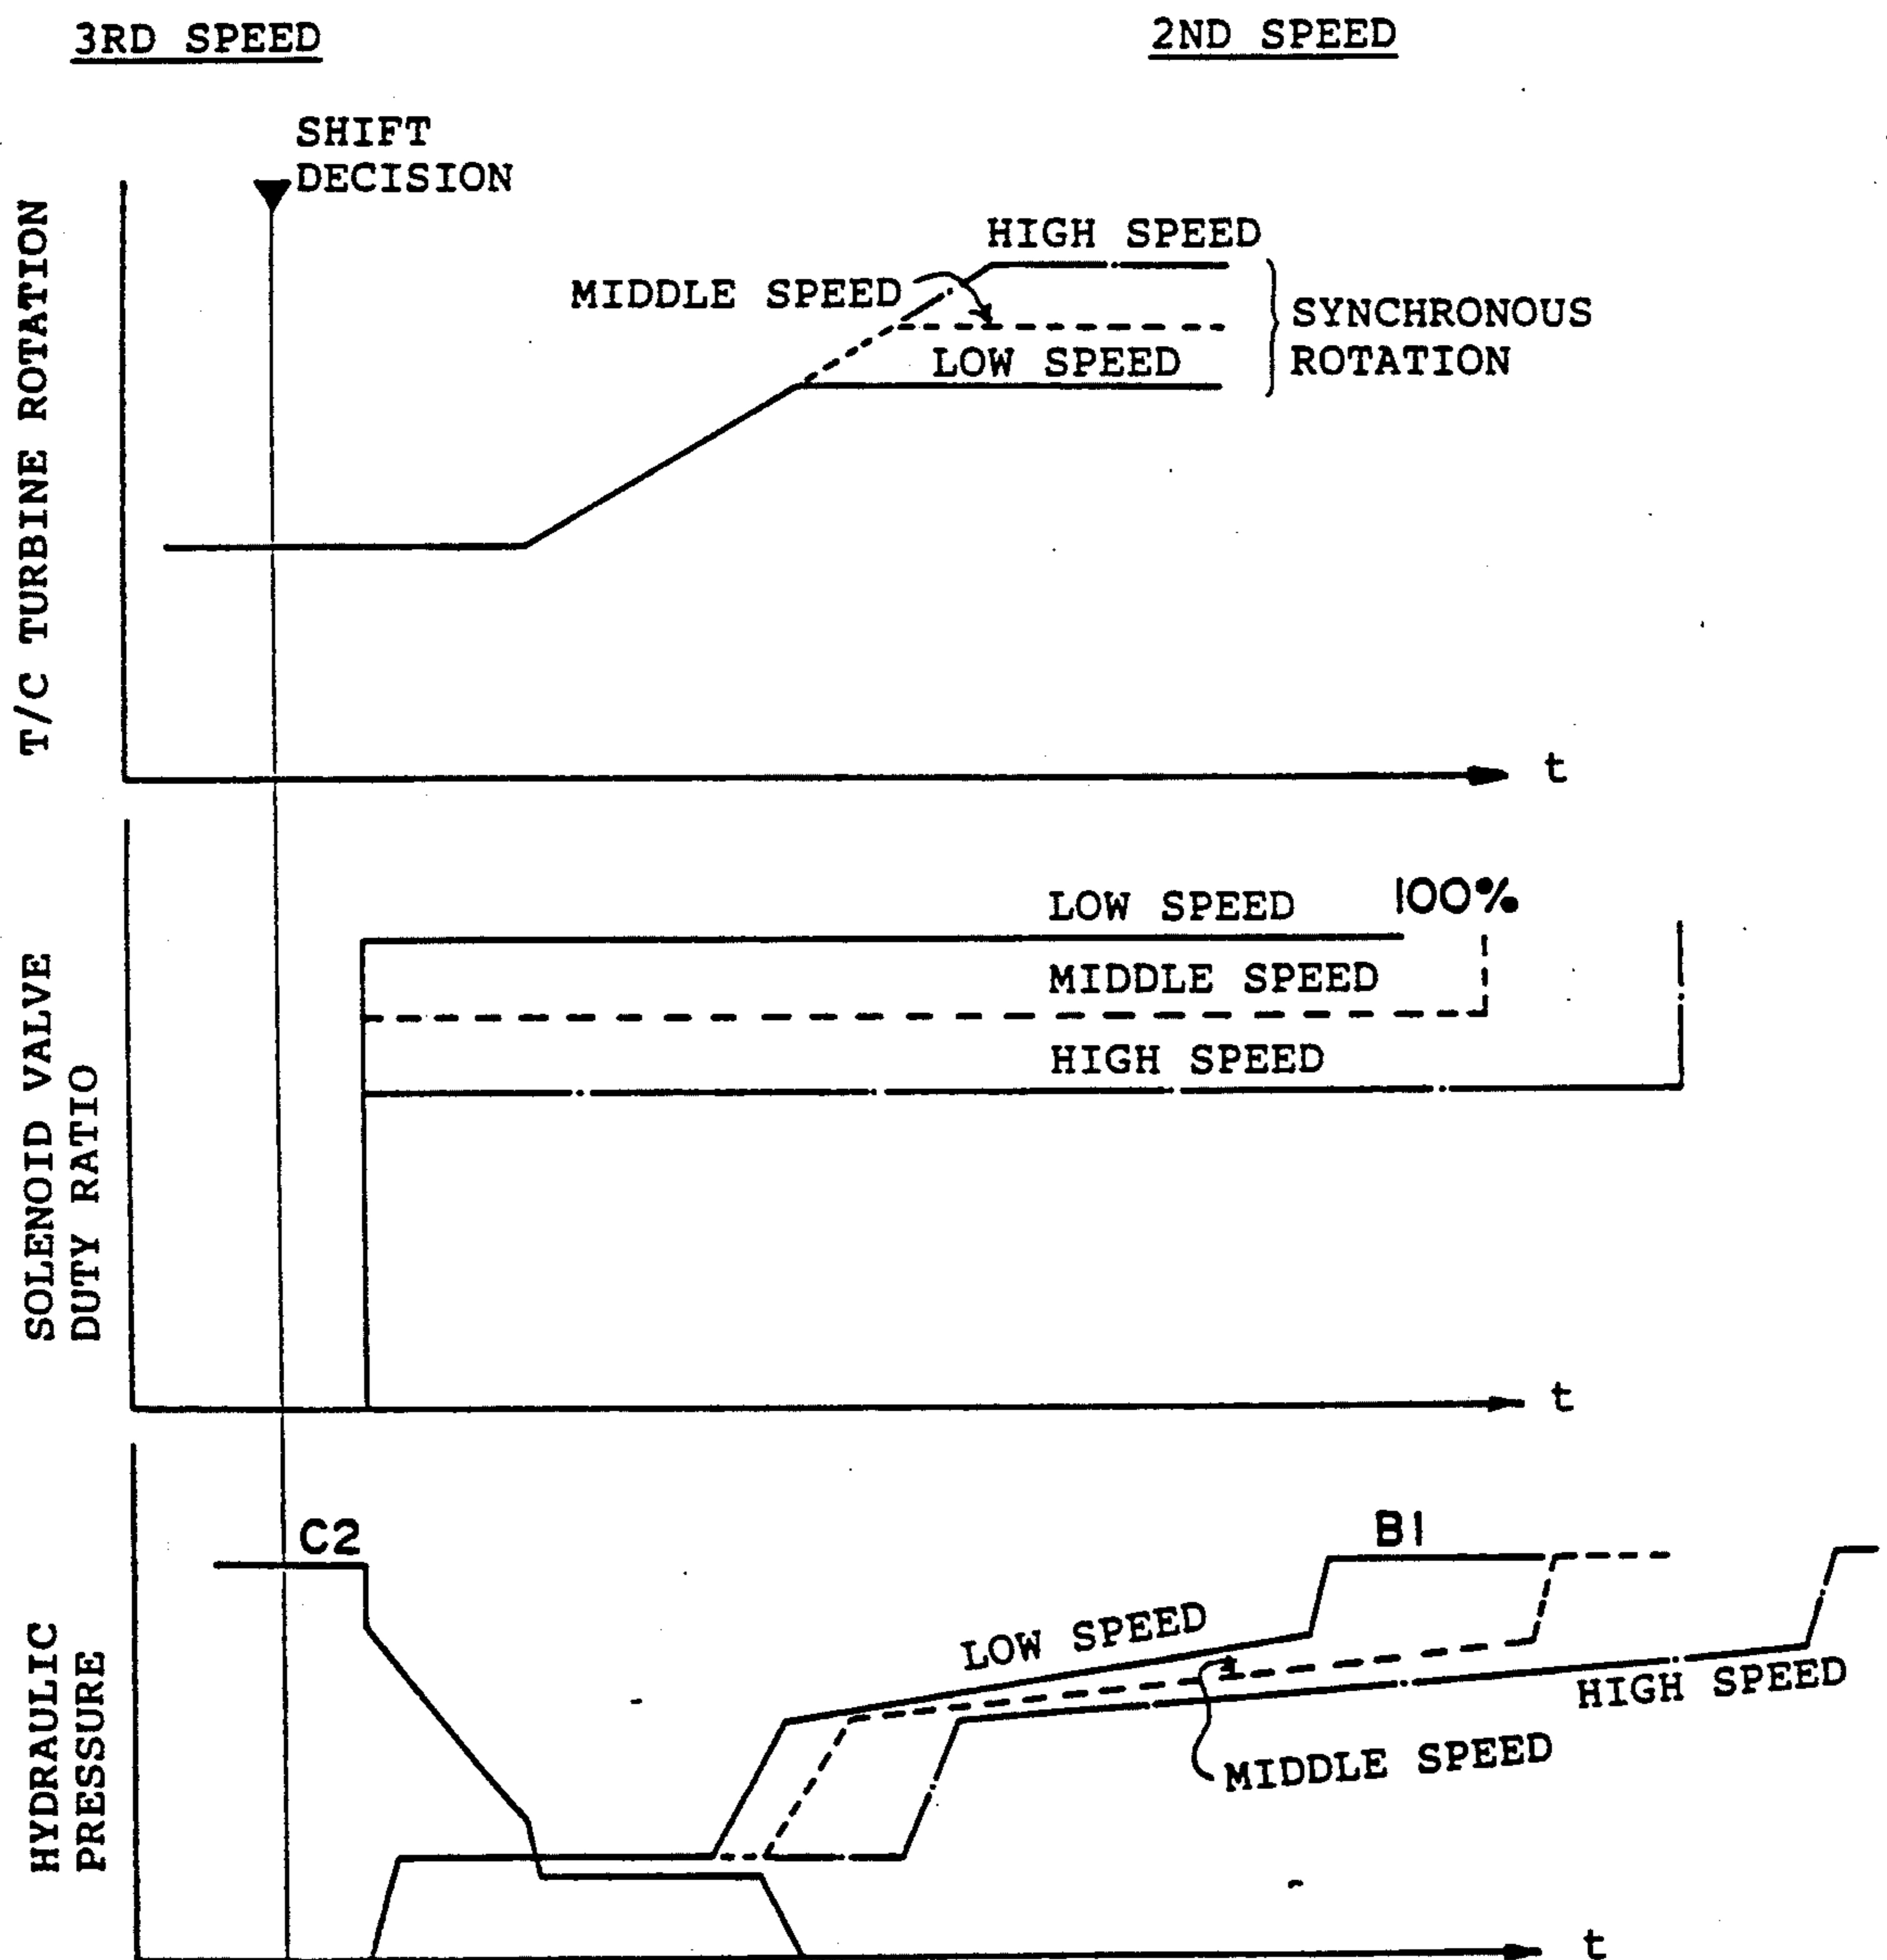 3RD SPEED
2ND SPEED
SHIFT
DECISION
T/C TURBINE ROTATION
HIGH SPEED
MIDDLE SPEED
LOW SPEED
SYNCHRONOUS
ROTATION
t
SOLENOID VALVE
DUTY RATIO
LOW SPEED
100%
MIDDLE SPEED
HIGH SPEED
t
HYDRAULIC
PRESSURE
C2
B1
LOW SPEED
HIGH SPEED
MIDDLE SPEED
t